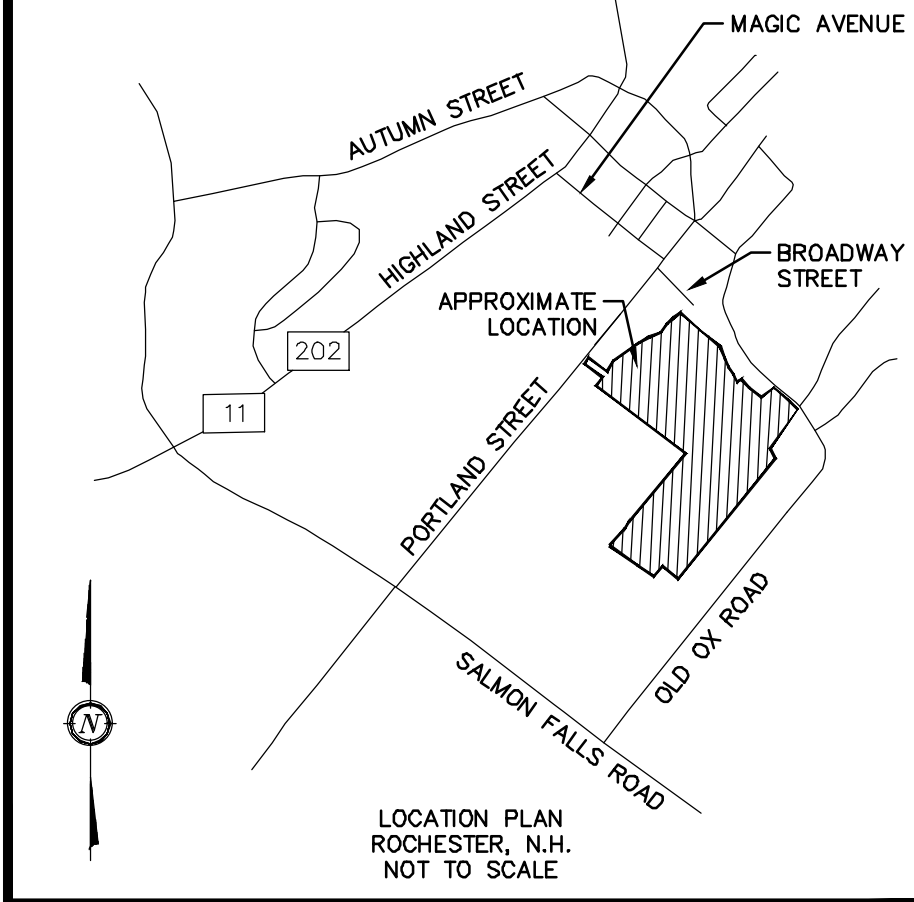 MAGIC AVENUE
AUTUMN STREET
HIGHLAND STREET
BROADWAY
STREET
APPROXIMATE
LOCATION
202
11
PORTLAND STREET
OLD OX ROAD
SALMON FALLS ROAD
N
LOCATION PLAN
ROCHESTER, N.H.
NOT TO SCALE